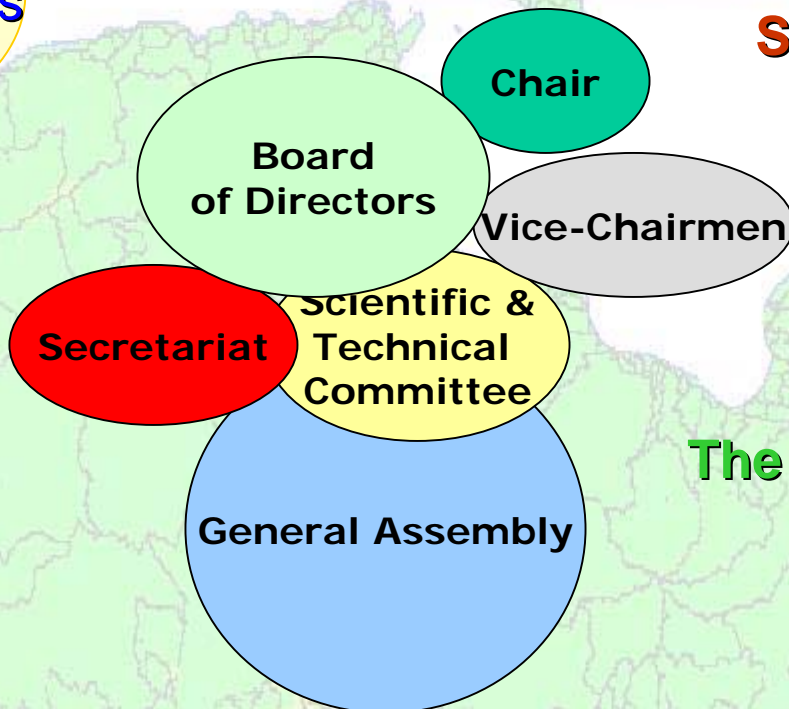 s
S
Chair
Board
of Directors
Vice-Chairmen
Scientific &
Technical
Committee
Secretariat
The
General Assembly